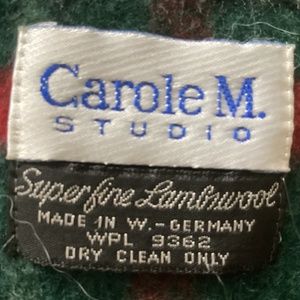 Carole M.
STUDIO
Superfine Lambswool
MADE IN W.-GERMANY
WPL 9362
DRY CLEAN ONLY